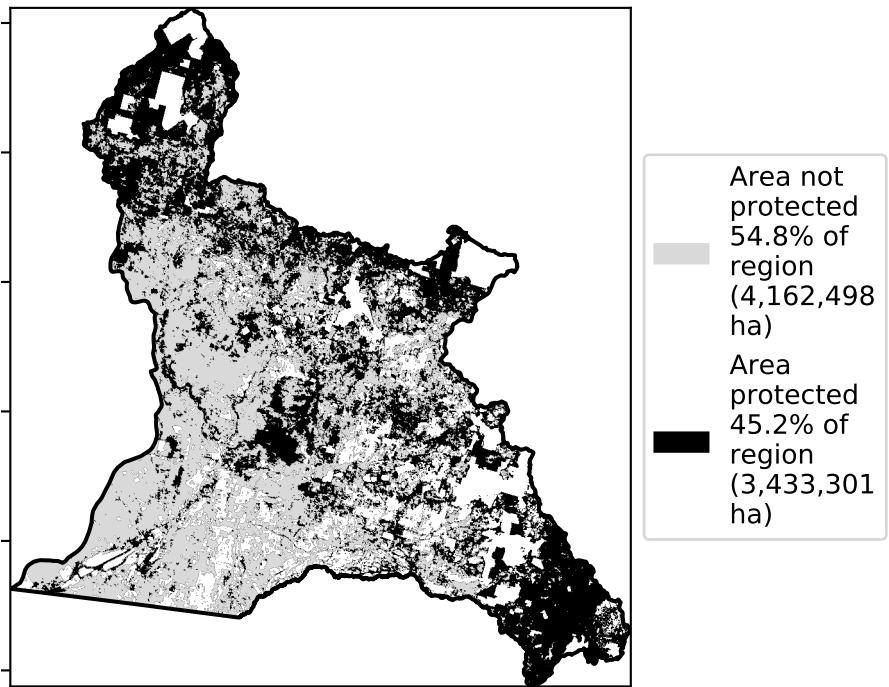 Area not
protected
54.8% of
region
(4,162,498
ha)
Area
protected
45.2% of
region
(3,433,301
ha)